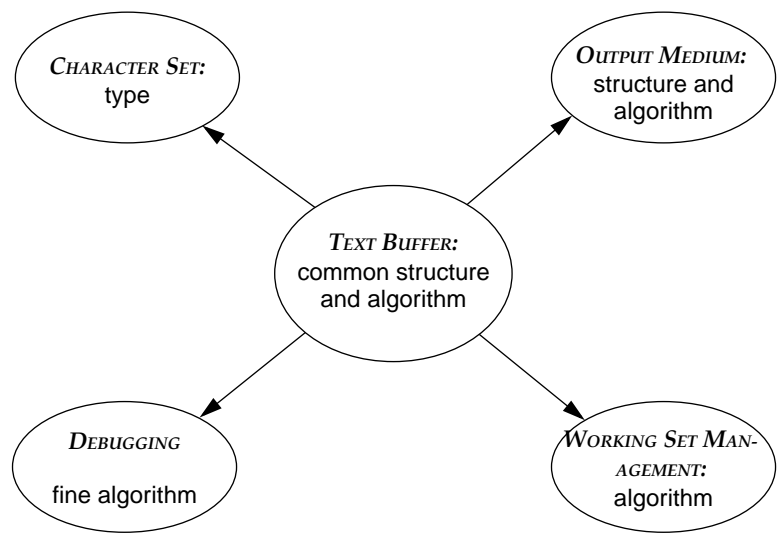 CHARACTER SET:
type
OUTPUT MEDIUM:
structure and
algorithm
TEXT BUFFER:
common structure
and algorithm
DEBUGGING
fine algorithm
WORKING SET MAN-
AGEMENT:
algorithm